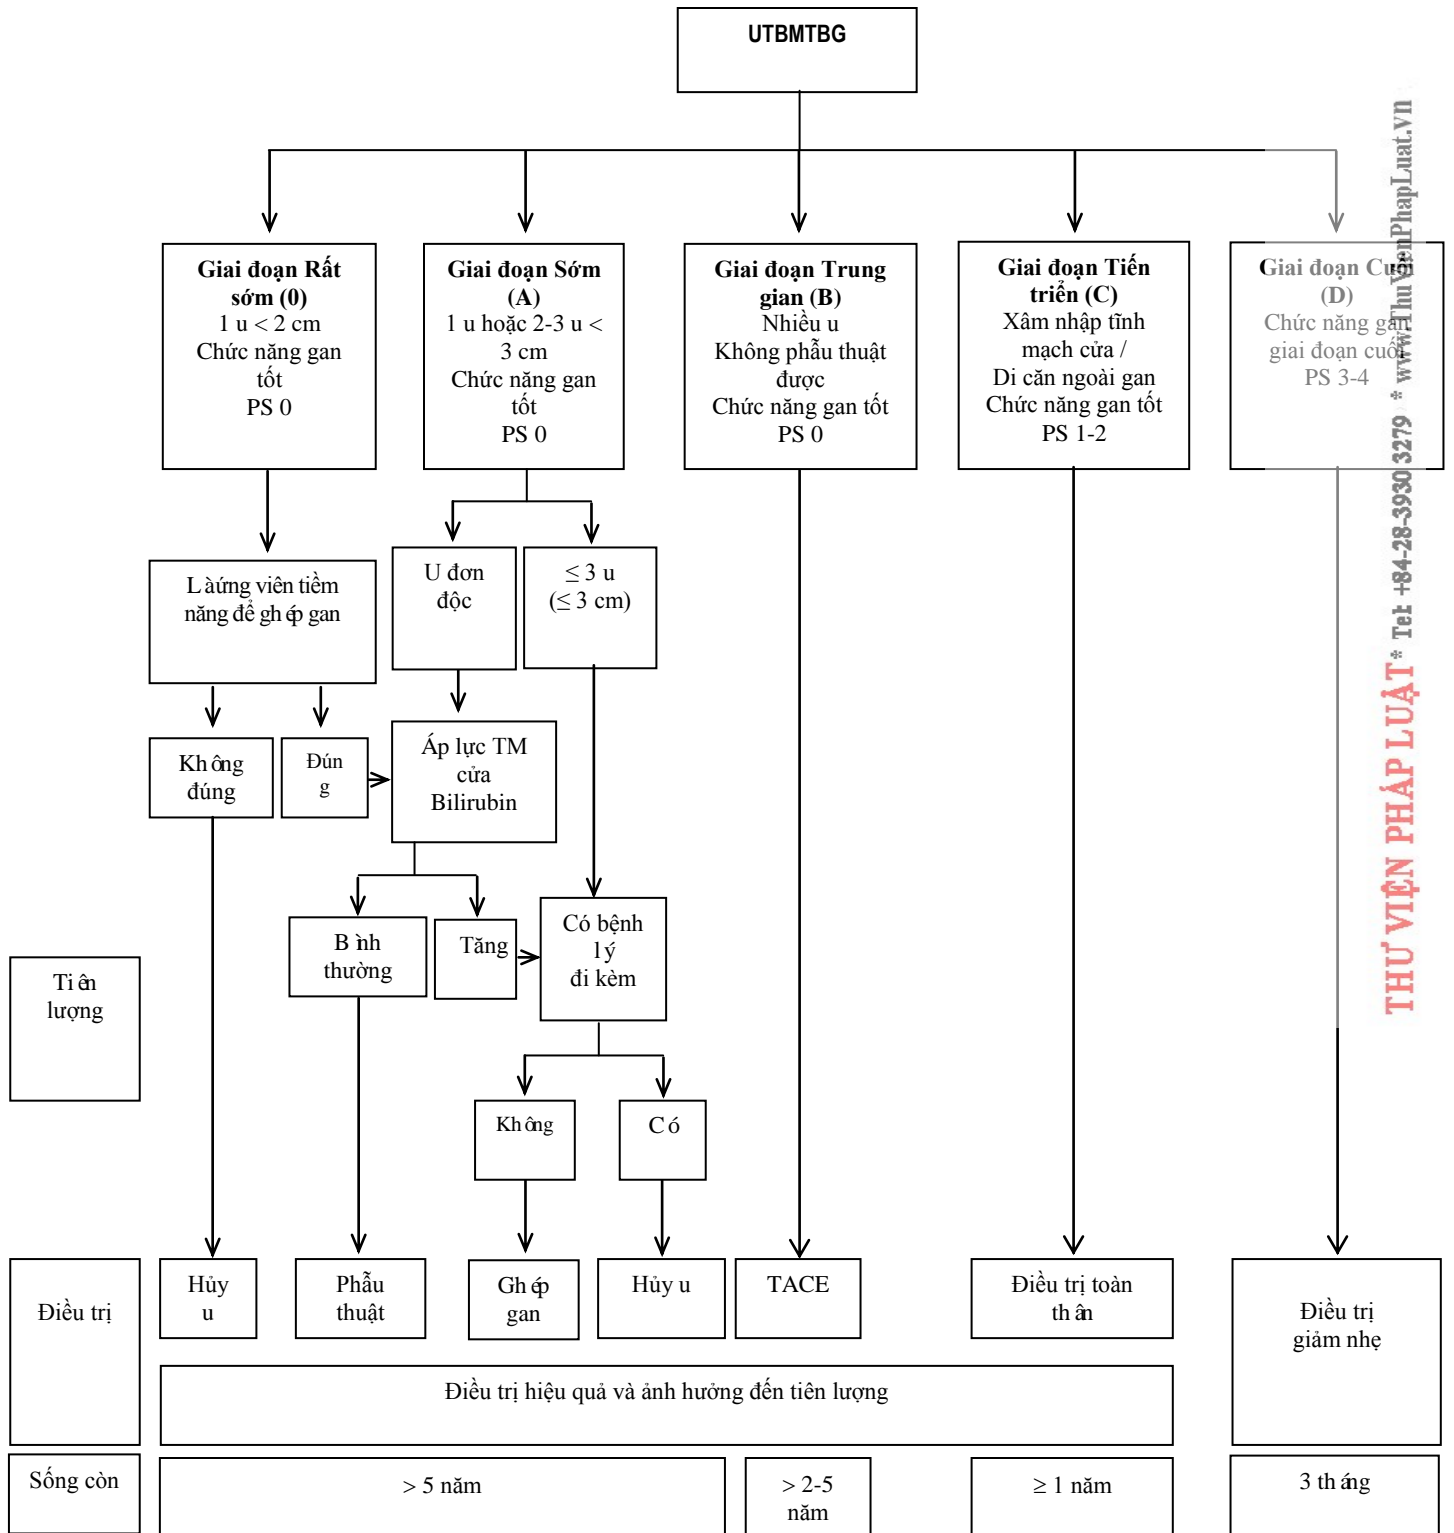 UTBMTBG
Giai đoạn Rất
sớm (0)
1 u < 2 cm
Chức năng gan
tốt
PS 0
Giai đoạn Sớm
(A)
1 u hoặc 2-3 u <
3 cm
Chức năng gan
tốt
PS 0
Giai đoạn Trung
gian (B)
Nhiều u
Không phẫu thuật
được
Chức năng gan tốt
PS 0
Giai đoạn Tiến
triển (C)
Xâm nhập tĩnh
mạch cửa /
Di căn ngoài gan
Chức năng gan tốt
PS 1-2
Giai đoạn Cuối
(D)
Chức năng gan
giai đoạn cuối
PS 3-4
Là ứng viên tiềm
năng để ghép gan
U đơn
độc
≤ 3 u
(≤ 3 cm)
Không
đúng
Đún
g
Áp lực TM
cửa
Bilirubin
Bình
thường
Tăng
Có bệnh
lý
đi kèm
Tiên
lượng
Không
Có
Điều trị
Hủy
u
Phẫu
thuật
Ghép
gan
Hủy u
TACE
Điều trị toàn
thân
Điều trị
giảm nhẹ
Điều trị hiệu quả và ảnh hưởng đến tiên lượng
Sống còn
> 5 năm
> 2-5
năm
≥ 1 năm
3 tháng
THƯ VIỆN PHÁP LUẬT * Tel: +84-28-3930 3279 * www.ThuVienPhapLuat.vn